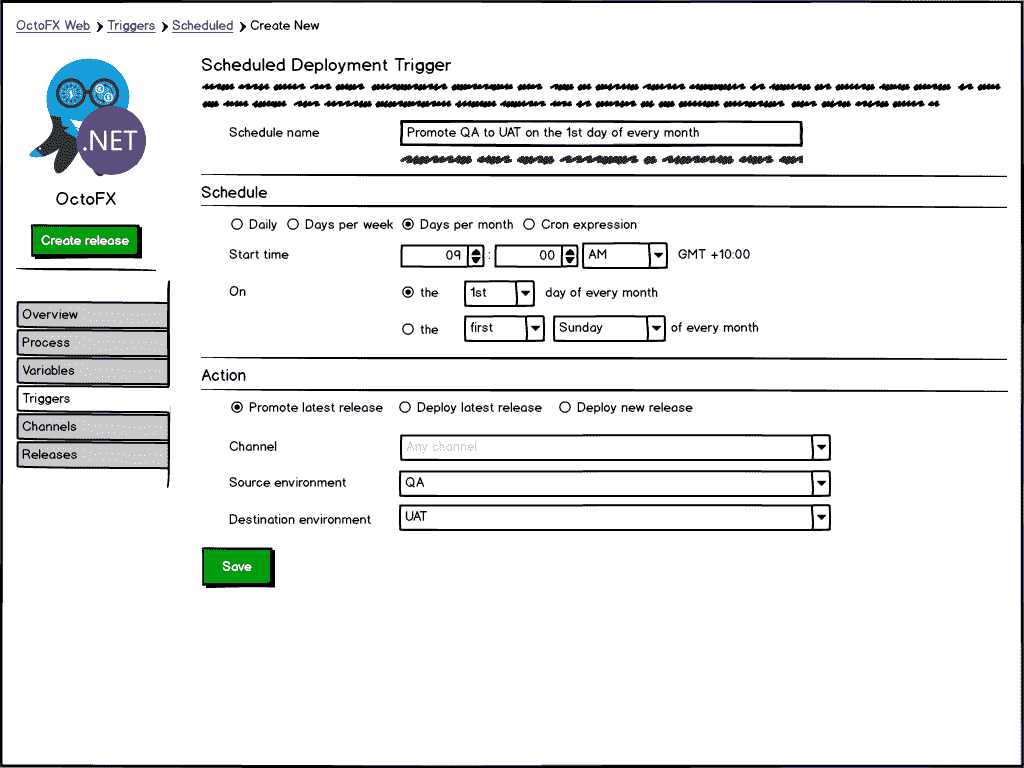 OctoFX Web > Triggers > Scheduled > Create New
.NET
OctoFX
Create release
Overview
Process
Variables
Triggers
Channels
Releases
Scheduled Deployment Trigger
Schedule name Promote QA to UAT on the 1st day of every month
Schedule
Daily Days per week Days per month Cron expression
Start time 09 : 00 AM GMT +10:00
On the 1st day of every month
the first Sunday of every month
Action
Promote latest release Deploy latest release Deploy new release
Channel Any channel
Source environment QA
Destination environment UAT
Save